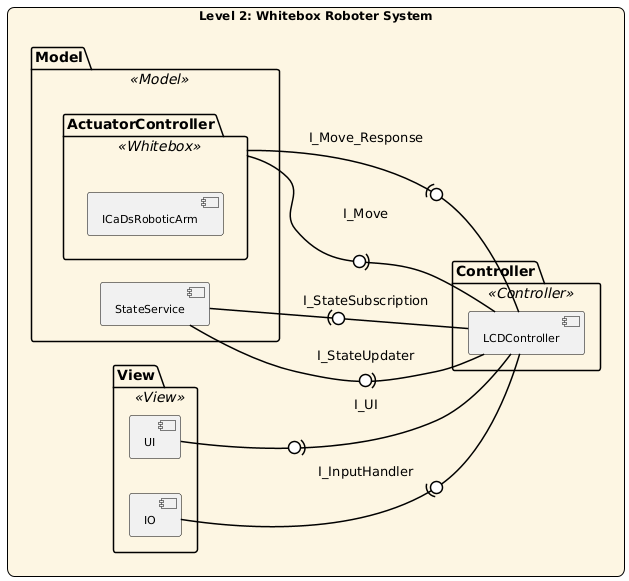 Level 2: Whitebox Roboter System
Model
«Model»
ActuatorController
«Whitebox»
ICaDsRoboticArm
StateService
I_Move_Response
I_Move
I_StateSubscription
I_StateUpdater
I_UI
I_InputHandler
Controller
«Controller»
LCDController
View
«View»
UI
IO